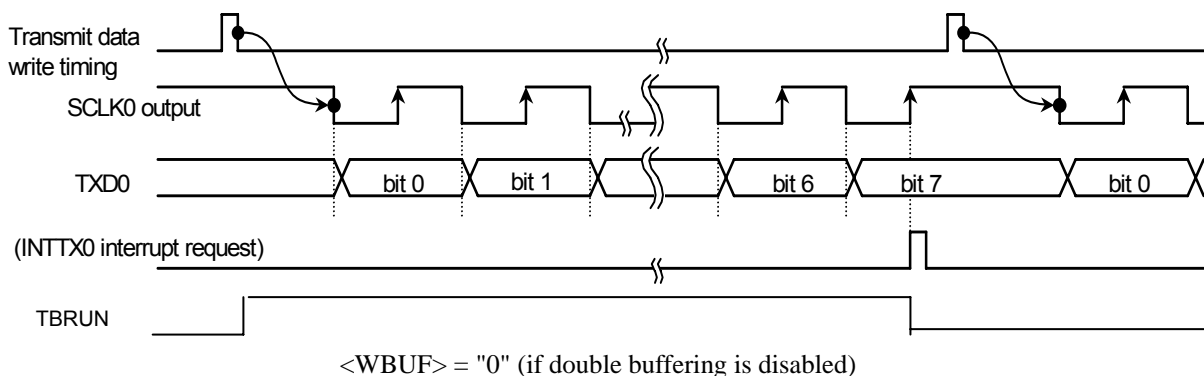 Transmit data
write timing
SCLK0 output
TXD0
bit 0
bit 1
bit 6
bit 7
bit 0
(INTTX0 interrupt request)
TBRUN
<WBUF> = "0" (if double buffering is disabled)